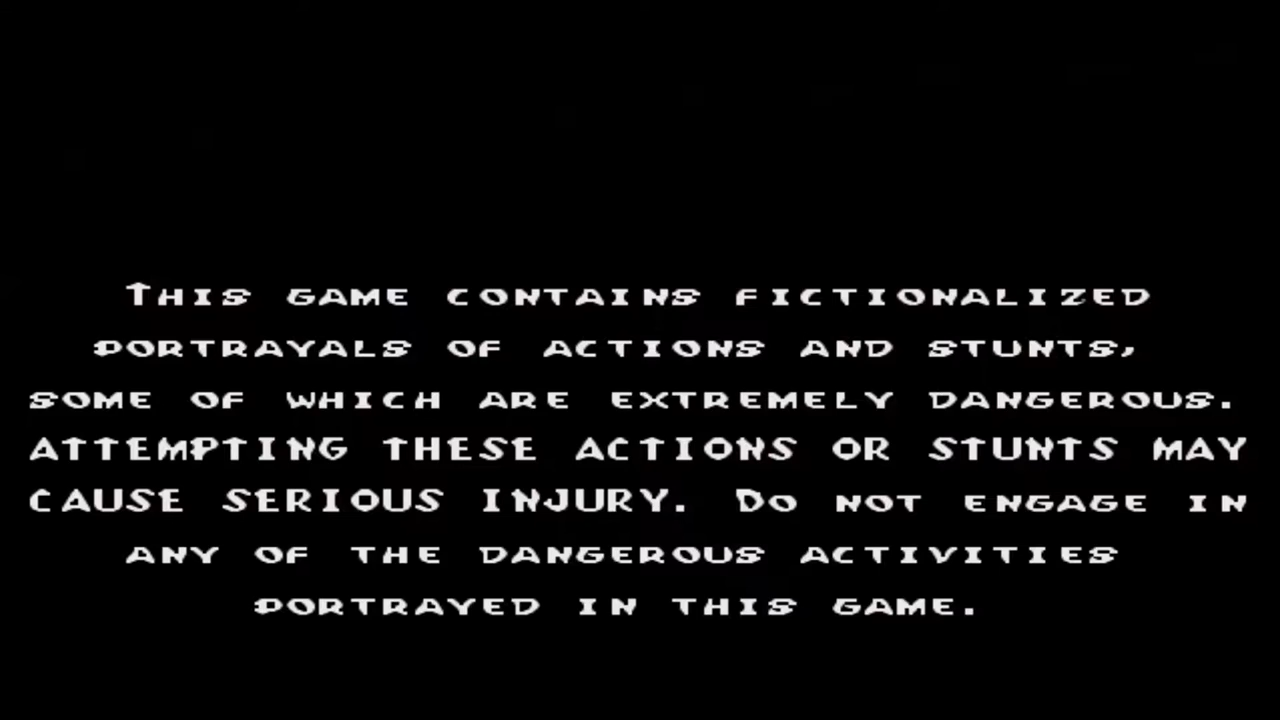 THIS GAME CONTAINS FICTIONALIZED
PORTRAYALS OF ACTIONS AND STUNTS,
SOME OF WHICH ARE EXTREMELY DANGEROUS.
ATTEMPTING THESE ACTIONS OR STUNTS MAY
CAUSE SERIOUS INJURY. DO NOT ENGAGE IN
ANY OF THE DANGEROUS ACTIVITIES
PORTRAYED IN THIS GAME.